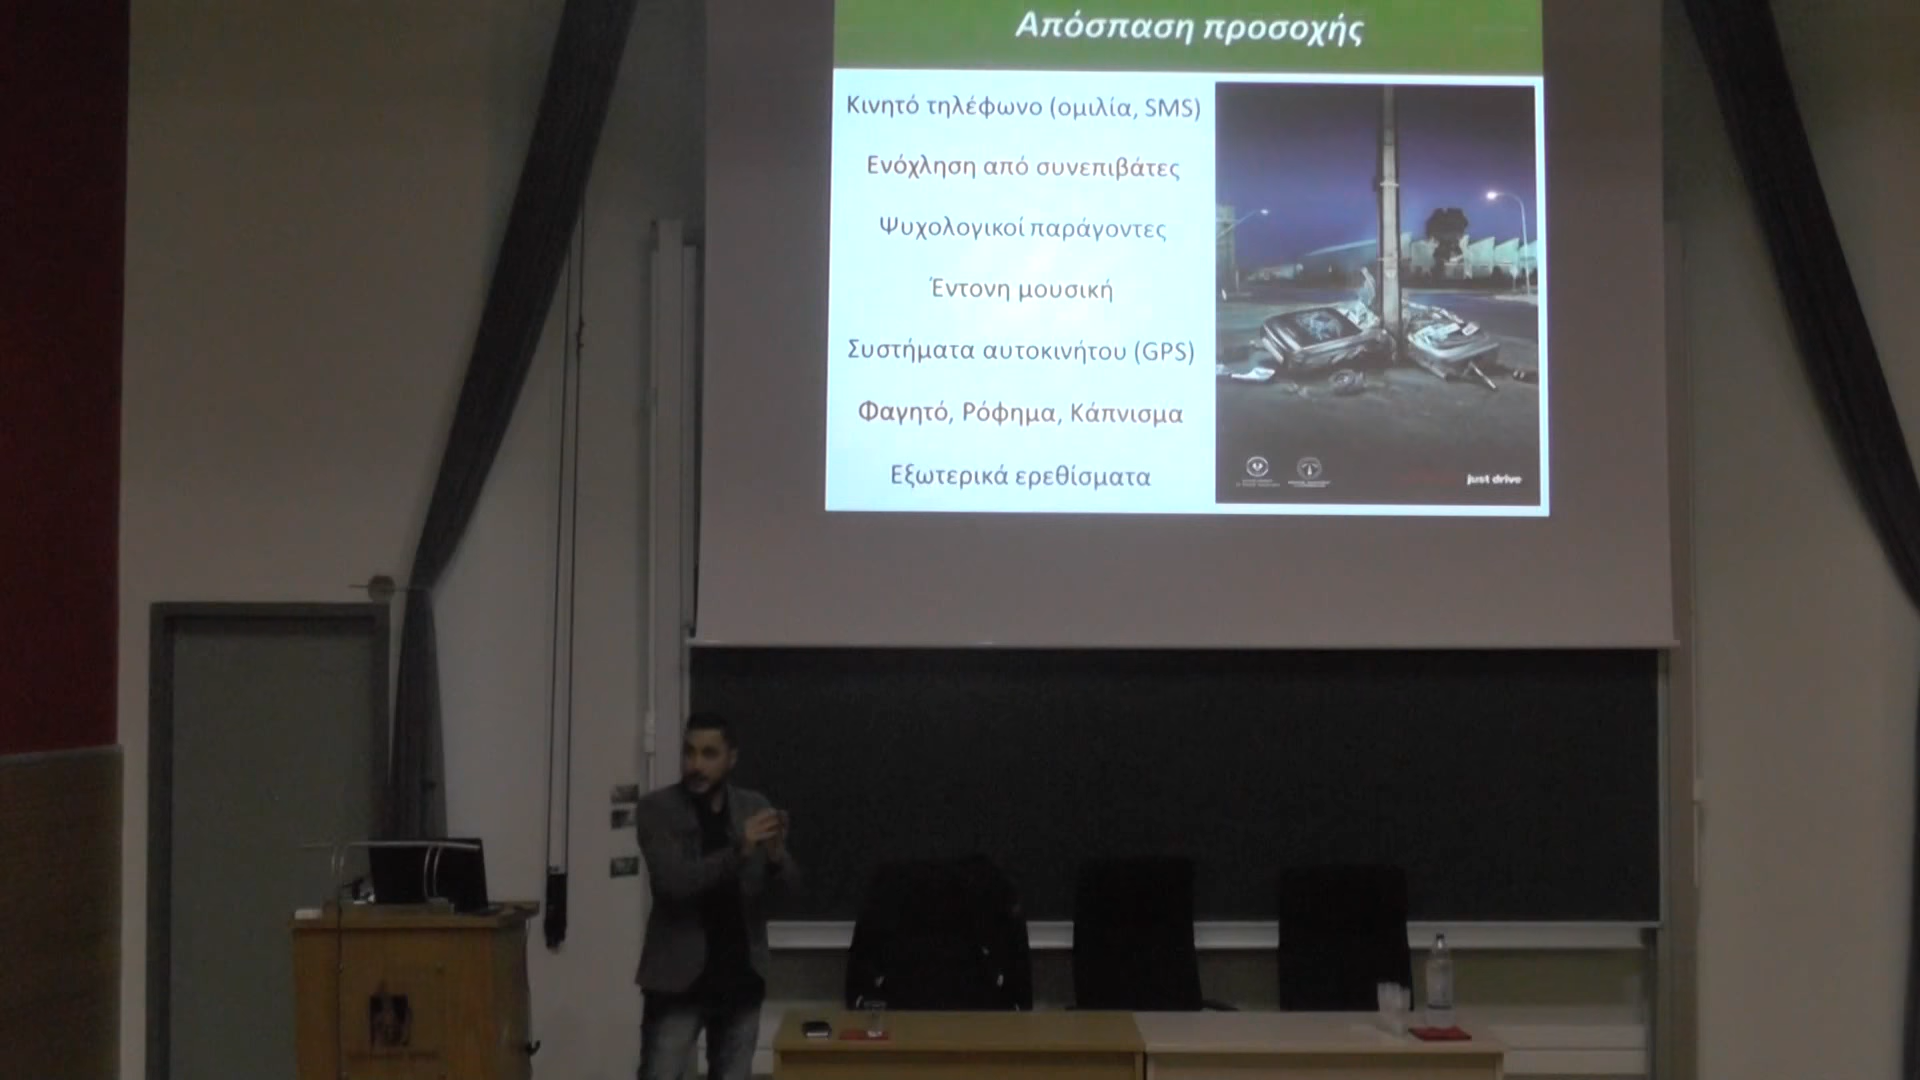 Απόσπαση προσοχής
Κινητό τηλέφωνο (ομιλία, SMS)
Ενόχληση από συνεπιβάτες
Ψυχολογικοί παράγοντες
Έντονη μουσική
Συστήματα αυτοκινήτου (GPS)
Φαγητό, Ρόφημα, Κάπνισμα
Εξωτερικά ερεθίσματα
just drive